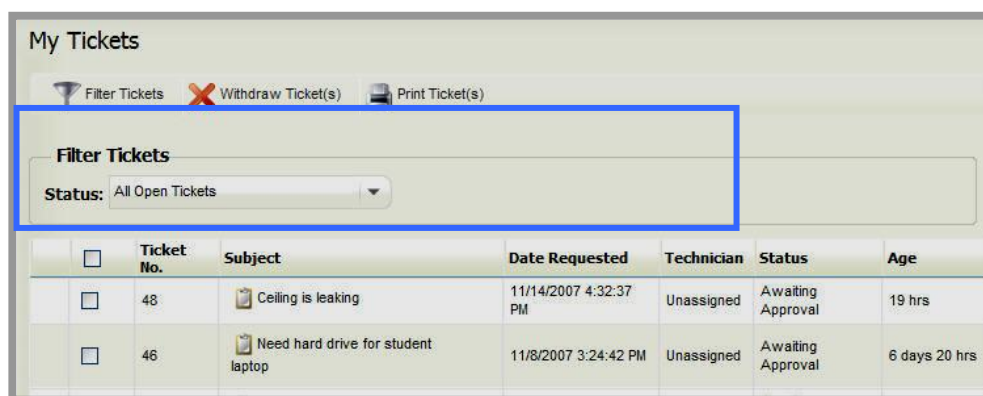 My Tickets
Filter Tickets Withdraw Ticket(s) Print Ticket(s)
Filter Tickets
Status: All Open Tickets
Ticket No. Subject Date Requested Technician Status Age
48 Ceiling is leaking 11/14/2007 4:32:37 PM Unassigned Awaiting Approval 19 hrs
46 Need hard drive for student laptop 11/8/2007 3:24:42 PM Unassigned Awaiting Approval 6 days 20 hrs